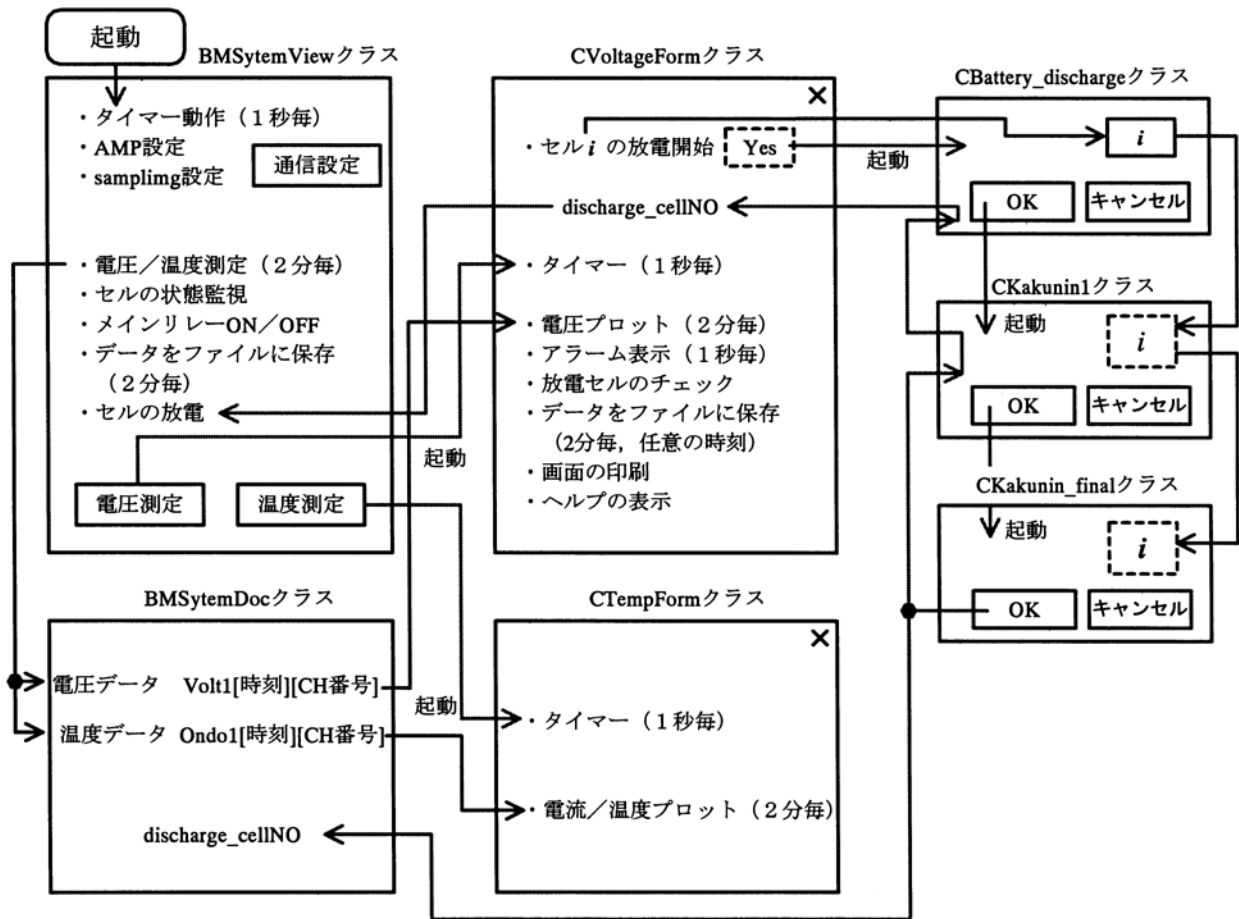 起動
BMSytemViewクラス
・タイマー動作（１秒毎）
・AMP設定
・samplimg設定
通信設定
・電圧／温度測定（２分毎）
・セルの状態監視
・メインリレーON／OFF
・データをファイルに保存
（２分毎）
・セルの放電
電圧測定
温度測定
起動
CVoltageFormクラス
×
・セル i の放電開始
Yes
起動
discharge_cellNO
・タイマー（１秒毎）
・電圧プロット（２分毎）
・アラーム表示（１秒毎）
・放電セルのチェック
・データをファイルに保存
（2分毎，任意の時刻）
・画面の印刷
・ヘルプの表示
CBattery_dischargeクラス
i
OK
キャンセル
CKakunin1クラス
起動
i
OK
キャンセル
CKakunin_finalクラス
起動
i
OK
キャンセル
BMSytemDocクラス
電圧データ Volt1[時刻][CH番号]
温度データ Ondo1[時刻][CH番号]
discharge_cellNO
起動
CTempFormクラス
×
・タイマー（１秒毎）
・電流／温度プロット（２分毎）